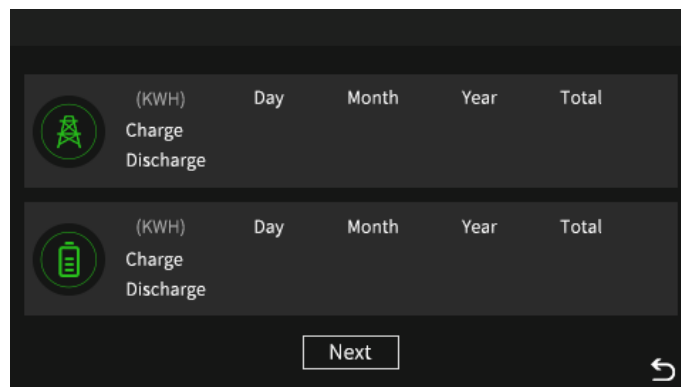 (KWH) Day Month Year Total
Charge
Discharge
(KWH) Day Month Year Total
Charge
Discharge
Next